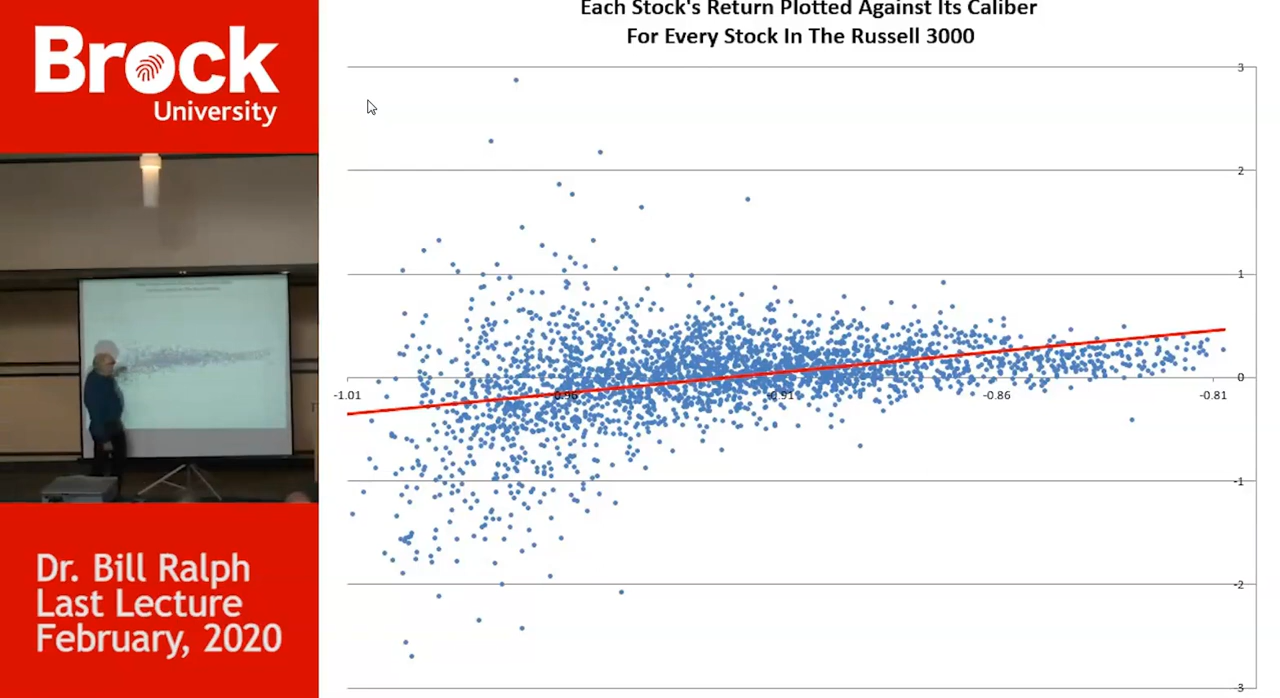 Brock
University
Dr. Bill Ralph
Last Lecture
February, 2020
Each Stock's Return Plotted Against Its Caliber
For Every Stock In The Russell 3000
3
2
1
0
-1.01
-0.96
-0.91
-0.86
-0.81
-1
-2
-3